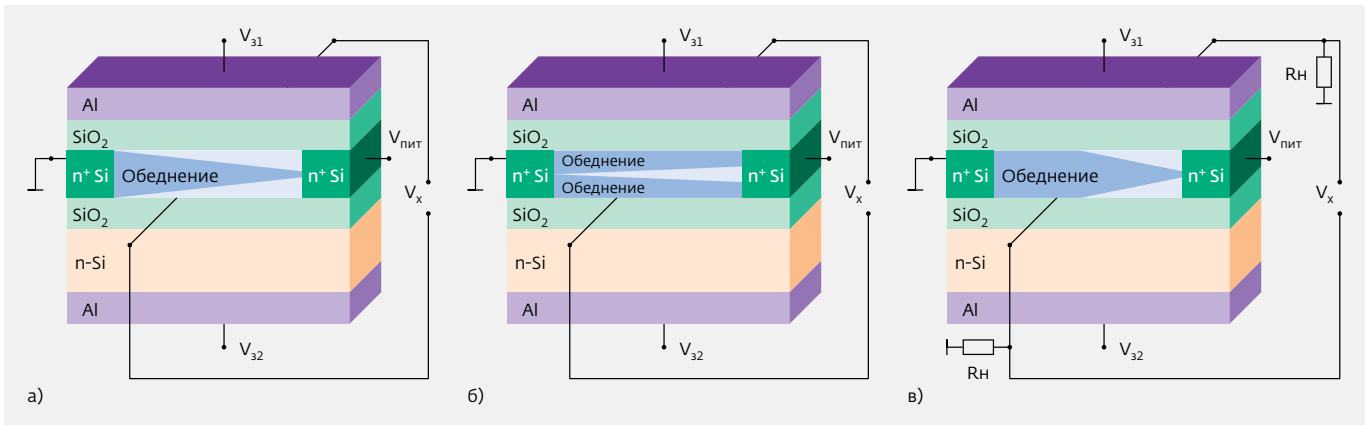 Vз1
Al
SiO2
Vпит
n+ Si
Обеднение
n+ Si
Vx
SiO2
n-Si
Al
Vз2
а)
Vз1
Al
SiO2
Vпит
Обеднение
n+ Si
n+ Si
Обеднение
Vx
SiO2
n-Si
Al
Vз2
б)
Vз1
Rн
Al
SiO2
Vпит
n+ Si
Обеднение
n+ Si
Vx
SiO2
n-Si
Al
Vз2
Rн
в)